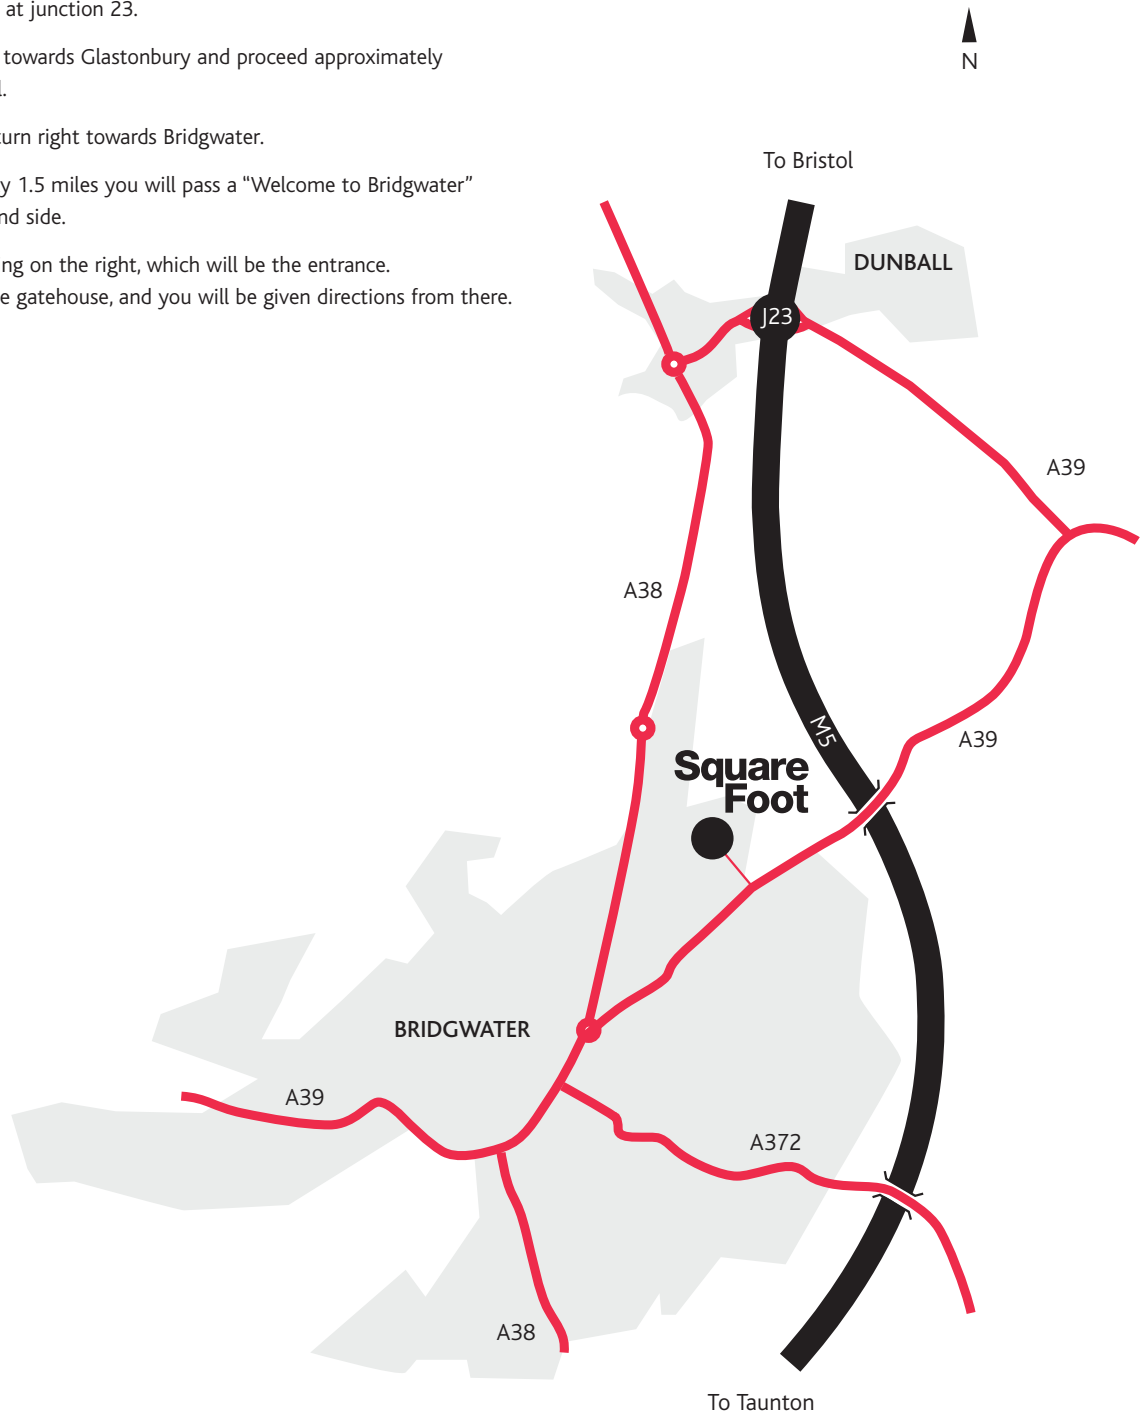 at junction 23.
towards Glastonbury and proceed approximately
turn right towards Bridgwater.
y 1.5 miles you will pass a “Welcome to Bridgwater”
nd side.
ng on the right, which will be the entrance.
e gatehouse, and you will be given directions from there.
N
To Bristol
DUNBALL
J23
A39
A38
M5
A39
Square
Foot
BRIDGWATER
A39
A372
A38
To Taunton